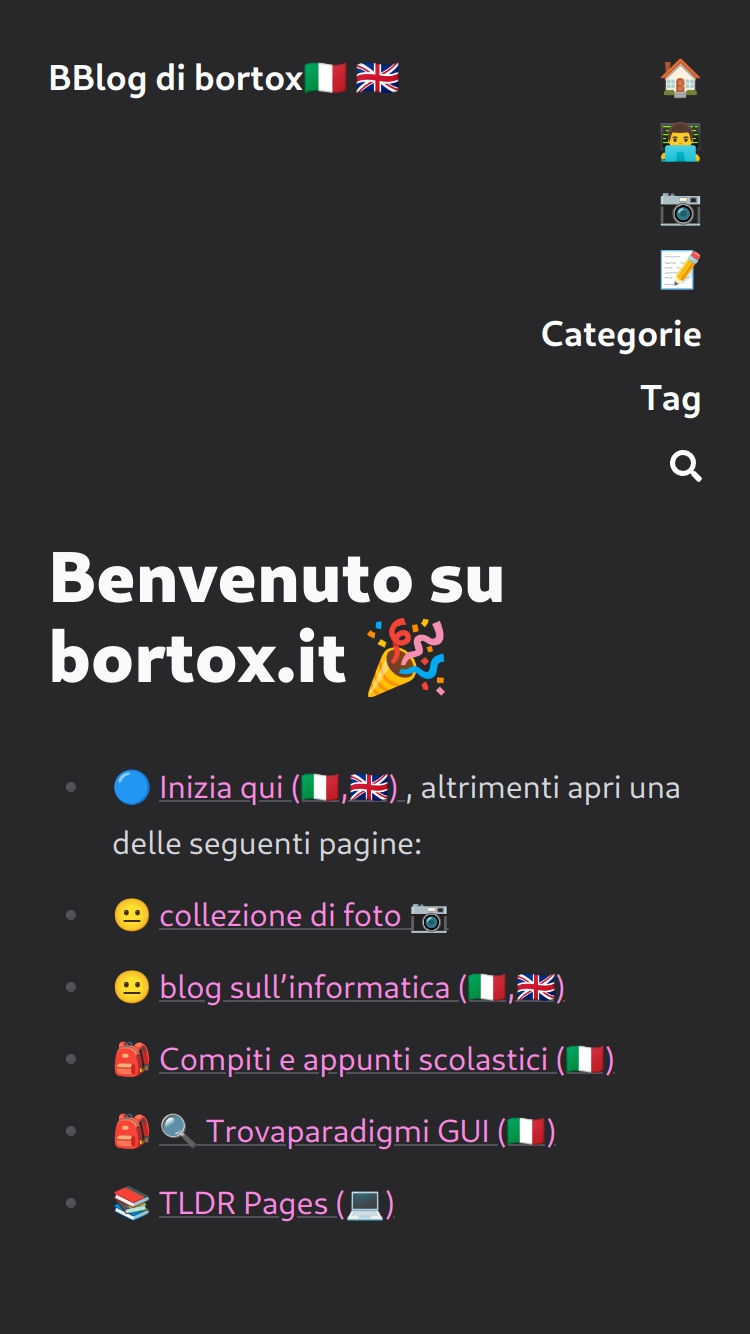 BBlog di bortox🇮🇹 🇬🇧
🏠
👨‍💻
📷
📝
Categorie
Tag
Benvenuto su
bortox.it 🎉
🔵 Inizia qui (🇮🇹,🇬🇧) , altrimenti apri una
delle seguenti pagine:
😐 collezione di foto 📷
😐 blog sull’informatica (🇮🇹,🇬🇧)
🎒 Compiti e appunti scolastici (🇮🇹)
🎒 🔍 Trovaparadigmi GUI (🇮🇹)
📚 TLDR Pages (💻)